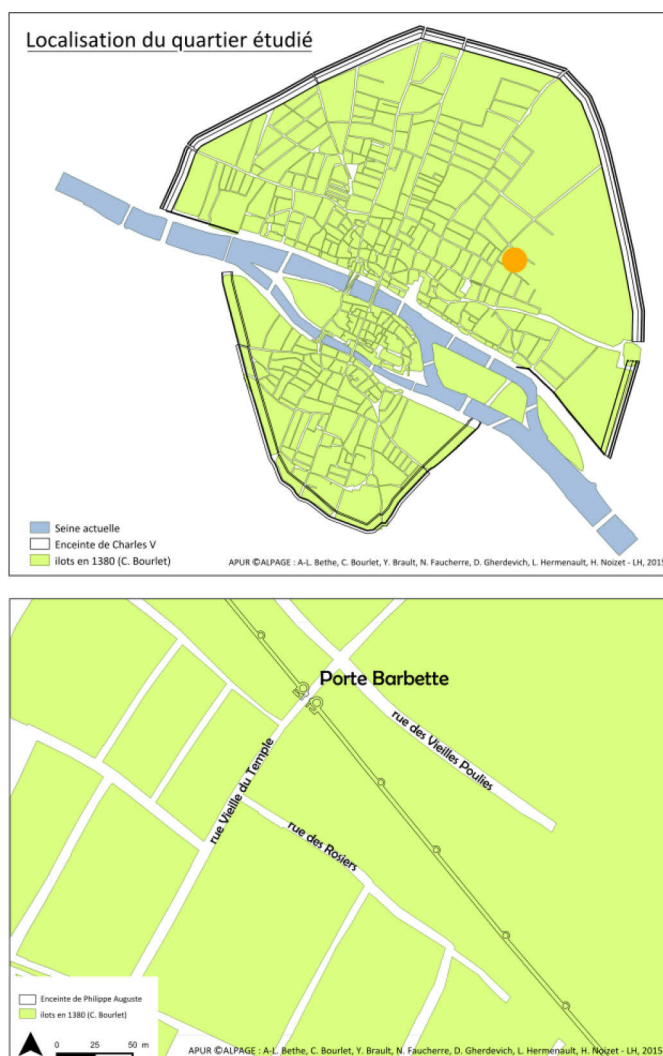 Localisation du quartier étudié
Seine actuelle
Enceinte de Charles V
ilots en 1380 (C. Bourlet)
APUR ©ALPAGE : A-L. Bethe, C. Bourlet, Y. Brault, N. Faucherre, D. Gherdevich, L. Hermenault, H. Noizet - LH, 2015
Porte Barbette
rue des Vieilles Poulies
rue Vieille du Temple
rue des Rosiers
Enceinte de Philippe Auguste
ilots en 1380 (C. Bourlet)
0 25 50 m
APUR ©ALPAGE : A-L. Bethe, C. Bourlet, Y. Brault, N. Faucherre, D. Gherdevich, L. Hermenault, H. Noizet - LH, 2015